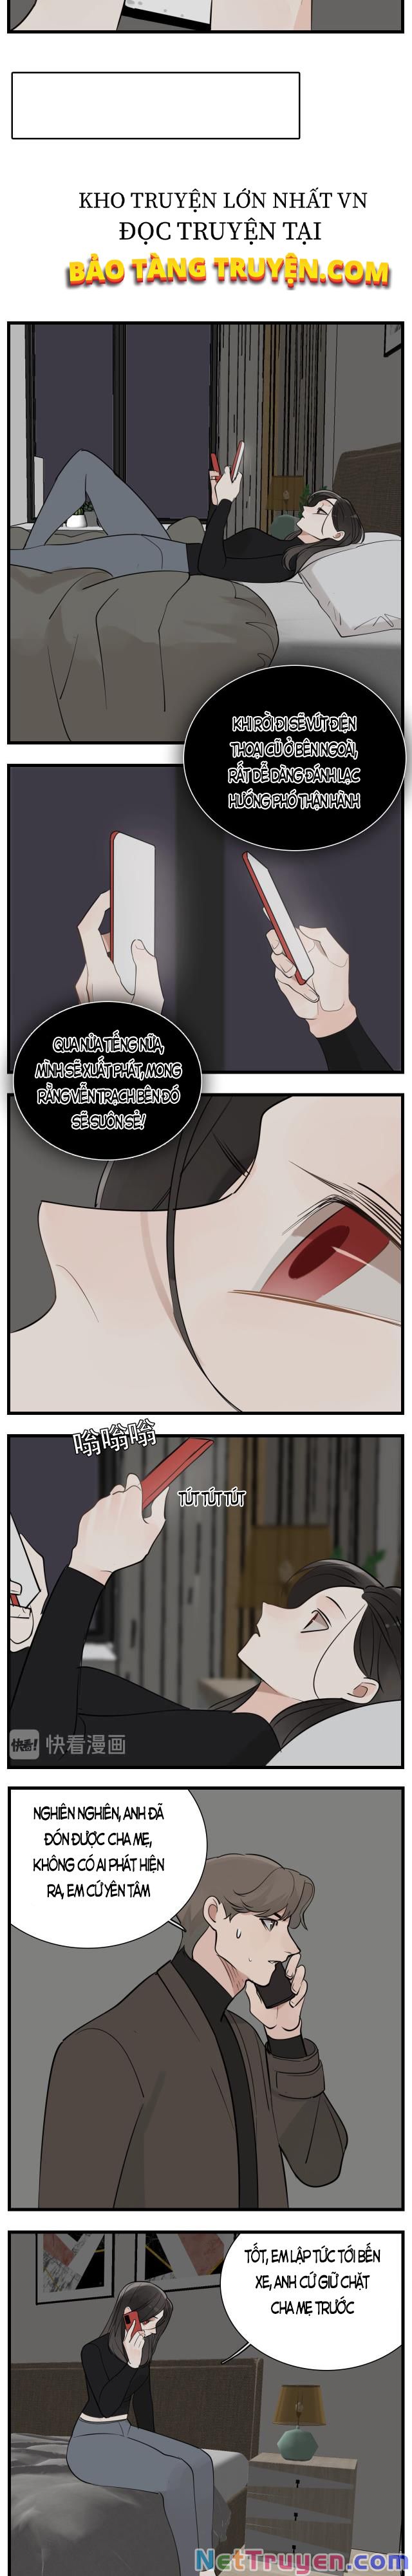 KHO TRUYỆN LỚN NHẤT VN
ĐỌC TRUYỆN TẠI
BẢO TÀNG TRUYỆN.COM
KHI RỜI ĐI SẼ VỨT ĐIỆN
THOẠI CŨ Ở BÊN NGOÀI,
RẤT DỄ DÀNG ĐÁNH LẠC
HƯỚNG PHÓ THẬN HÀNH
QUA NỬA TIẾNG NỮA,
MÌNH SẼ XUẤT PHÁT, MONG
RẰNG VIỄN TRẠCH BÊN ĐÓ
SẼ SUÔN SẺ!
嗡嗡嗡
TÚT TÚT TÚT
快看! 快看漫画
NGHIÊN NGHIÊN, ANH ĐÃ
ĐÓN ĐƯỢC CHA MẸ,
KHÔNG CÓ AI PHÁT HIỆN
RA, EM CỨ YÊN TÂM
TỐT, EM LẬP TỨC TỚI BẾN
XE, ANH CỨ GIỮ CHẶT
CHA MẸ TRƯỚC
NetTruyen.com